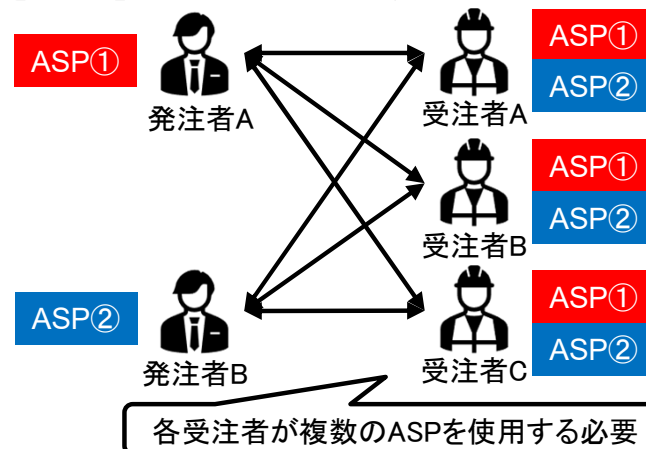 ASP①
発注者A
受注者A
ASP①
ASP②
受注者B
ASP①
ASP②
ASP②
発注者B
受注者C
ASP①
ASP②
各受注者が複数のASPを使用する必要